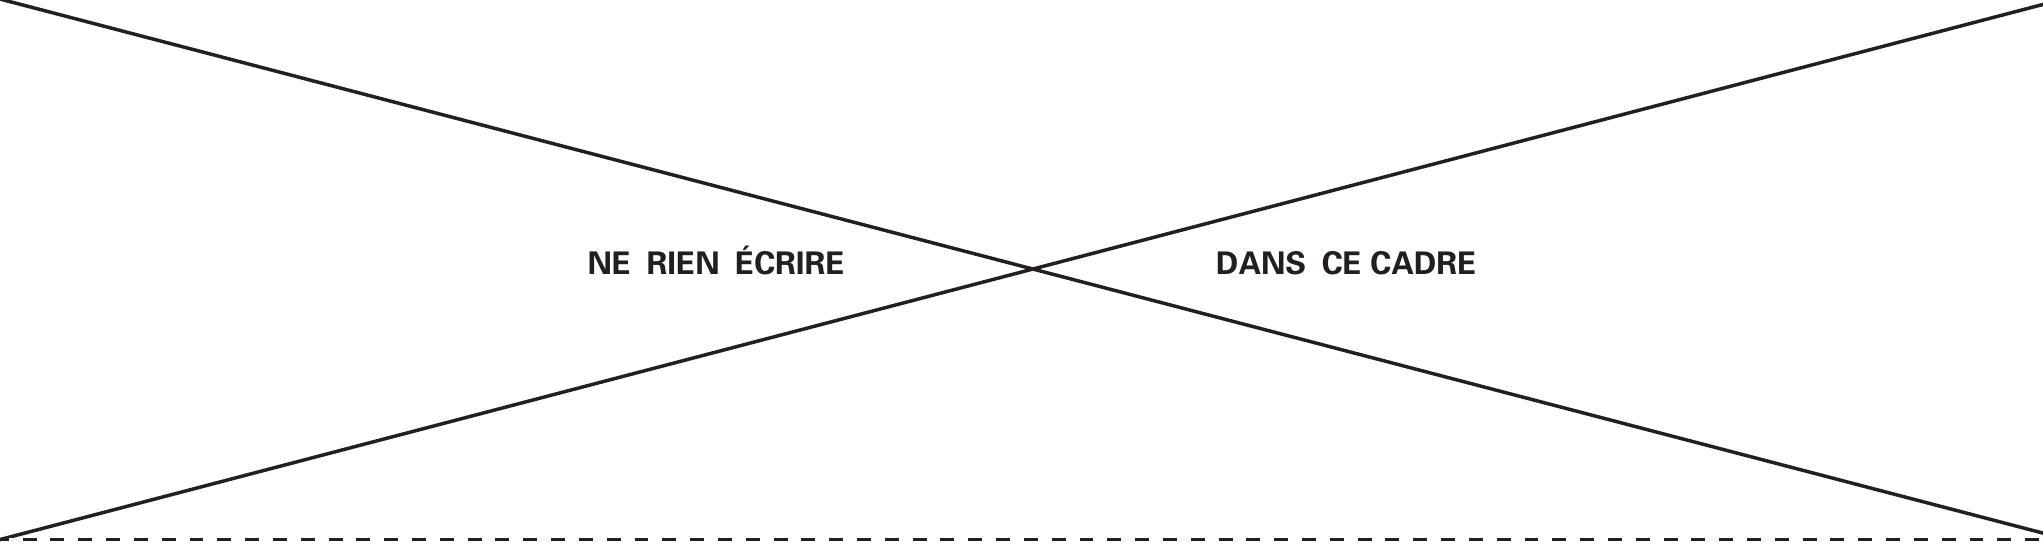 NE RIEN ÉCRIRE DANS CE CADRE